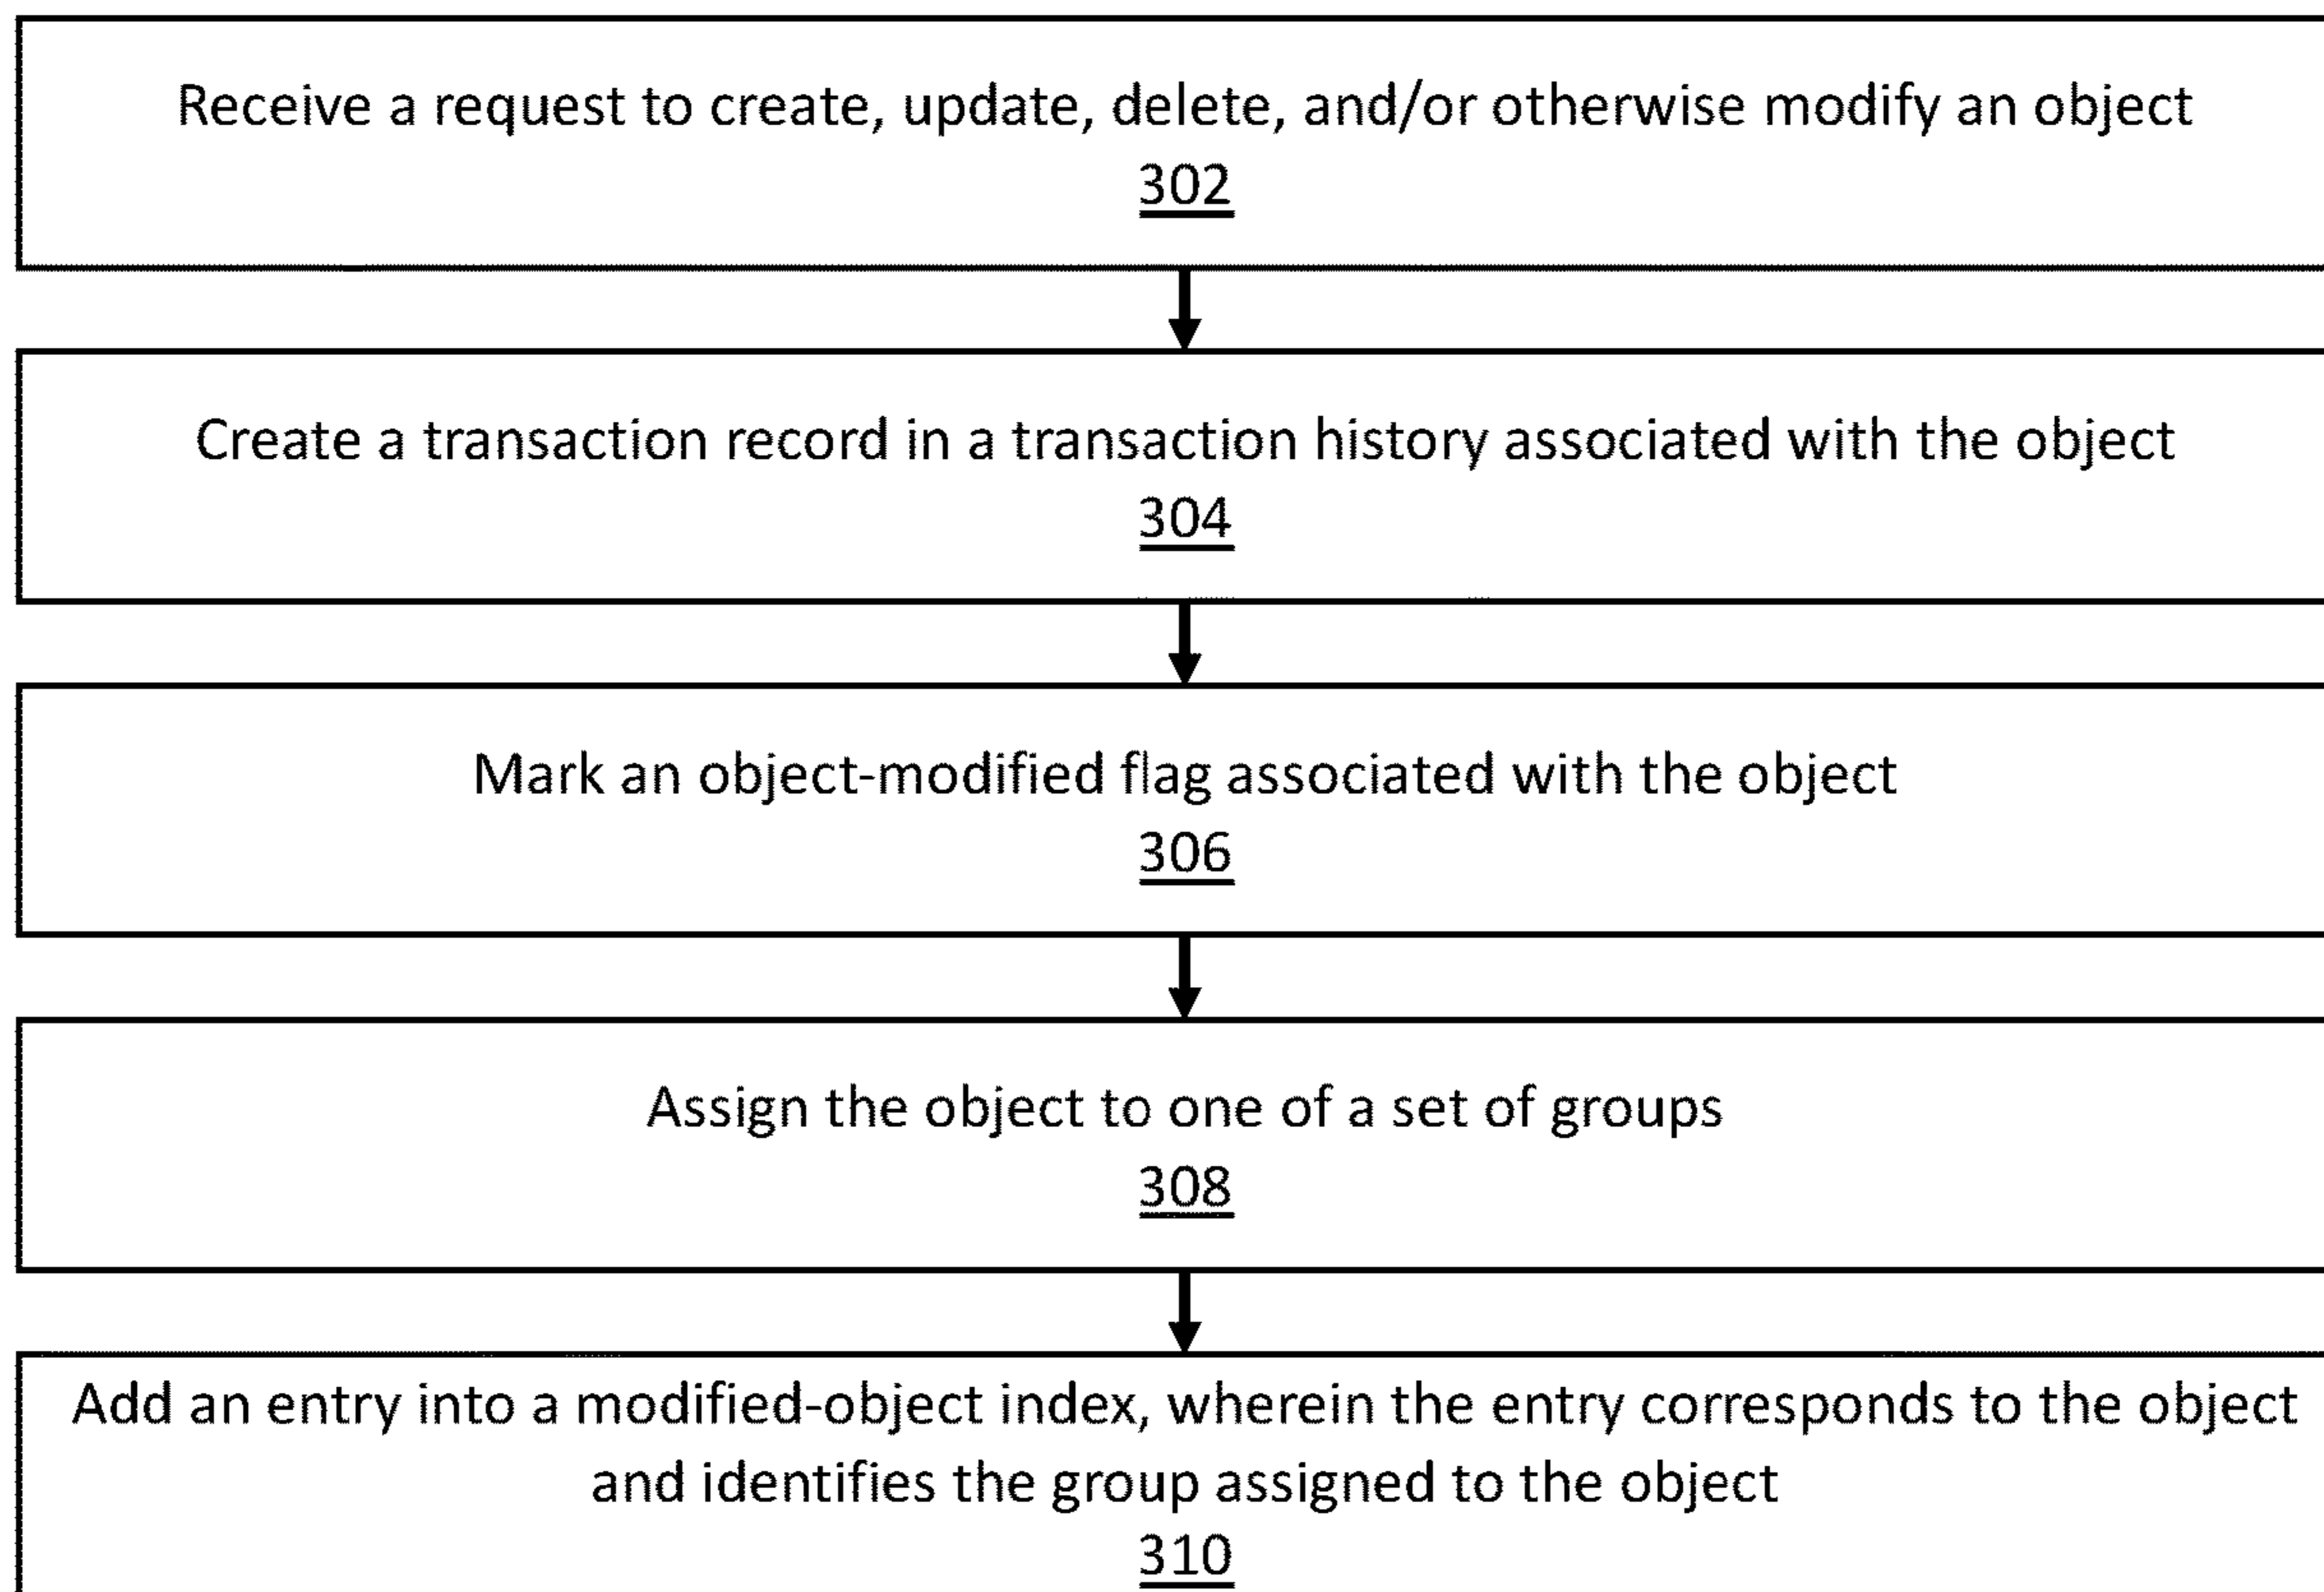 Receive a request to create, update, delete, and/or otherwise modify an object
302
Create a transaction record in a transaction history associated with the object
304
Mark an object-modified flag associated with the object
306
Assign the object to one of a set of groups
308
Add an entry into a modified-object index, wherein the entry corresponds to the object
and identifies the group assigned to the object
310